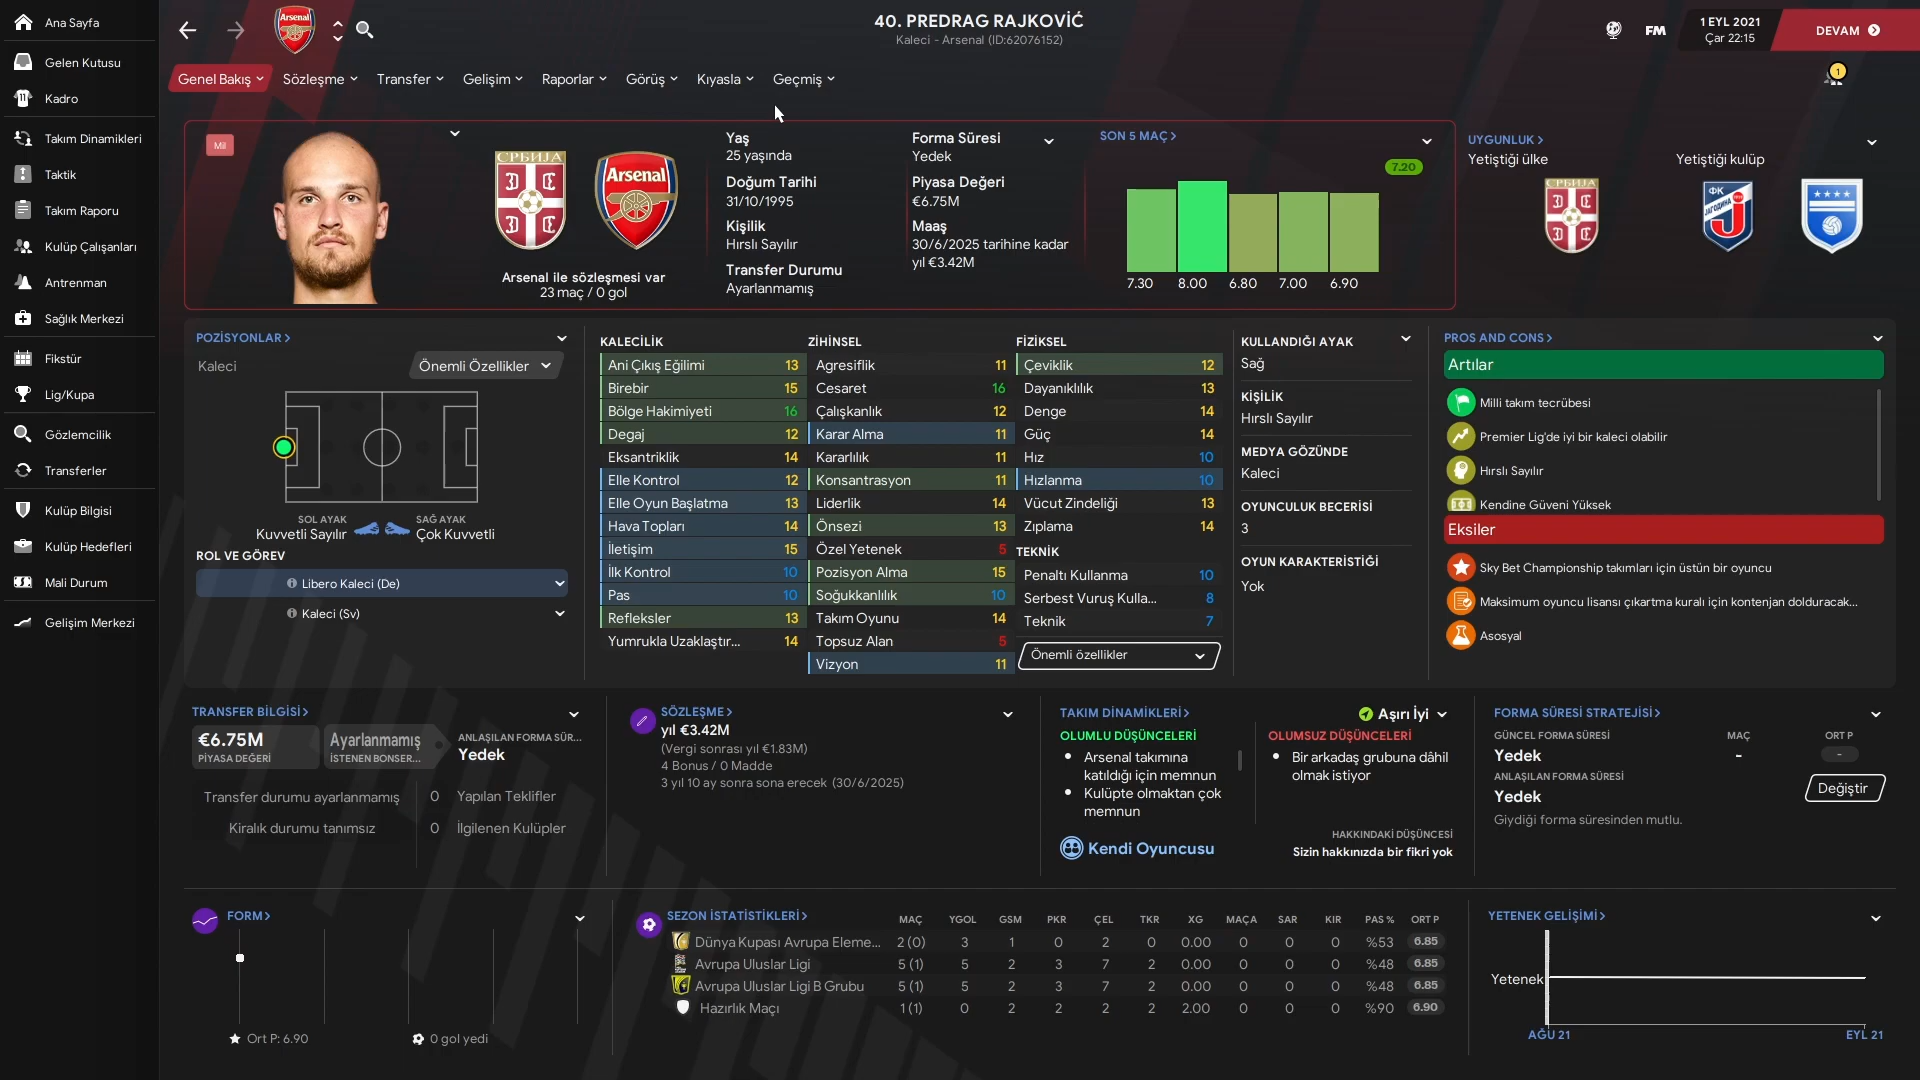 Ana Sayfa
Gelen Kutusu
Kadro
Takım Dinamikleri
Taktik
Takım Raporu
Kulüp Çalışanları
Antrenman
Sağlık Merkezi
Fikstür
Lig/Kupa
Gözlemcilik
Transferler
Kulüp Bilgisi
Kulüp Hedefleri
Mali Durum
Gelişim Merkezi
Arsenal
40. PREDRAG RAJKOVIĆ
Kaleci - Arsenal (ID:62076152)
FM
1 EYL 2021
Çar 22:15
DEVAM
Genel Bakış
Sözleşme
Transfer
Gelişim
Raporlar
Görüş
Kıyasla
Geçmiş
1
Mil
СРБИЈА
Arsenal
Arsenal ile sözleşmesi var
23 maç / 0 gol
Yaş
25 yaşında
Doğum Tarihi
31/10/1995
Kişilik
Hırslı Sayılır
Transfer Durumu
Ayarlanmamış
Forma Süresi
Yedek
Piyasa Değeri
€6.75M
Maaş
30/6/2025 tarihine kadar
yıl €3.42M
SON 5 MAÇ
7.20
7.30 8.00 6.80 7.00 6.90
UYGUNLUK
Yetiştiği ülke
Yetiştiği kulüp
СРБИЈА
ФК
ЈАГОДИНА
POZİSYONLAR
Kaleci
Önemli Özellikler
SOL AYAK
Kuvvetli Sayılır
SAĞ AYAK
Çok Kuvvetli
ROL VE GÖREV
Libero Kaleci (De)
Kaleci (Sv)
KALECİLİK
Ani Çıkış Eğilimi 13
Birebir 15
Bölge Hakimiyeti 16
Degaj 12
Eksantriklik 14
Elle Kontrol 12
Elle Oyun Başlatma 13
Hava Topları 14
İletişim 15
İlk Kontrol 10
Pas 10
Refleksler 13
Yumrukla Uzaklaştır... 14
ZİHİNSEL
Agresiflik 11
Cesaret 16
Çalışkanlık 12
Karar Alma 11
Kararlılık 11
Konsantrasyon 11
Liderlik 14
Önsezi 13
Özel Yetenek 5
Pozisyon Alma 15
Soğukkanlılık 10
Takım Oyunu 14
Topsuz Alan 5
Vizyon 11
FİZİKSEL
Çeviklik 12
Dayanıklılık 13
Denge 14
Güç 14
Hız 10
Hızlanma 10
Vücut Zindeliği 13
Zıplama 14
TEKNİK
Penaltı Kullanma 10
Serbest Vuruş Kulla... 8
Teknik 7
Önemli özellikler
KULLANDIĞI AYAK
Sağ
KİŞİLİK
Hırslı Sayılır
MEDYA GÖZÜNDE
Kaleci
OYUNCULUK BECERİSİ
3
OYUN KARAKTERİSTİĞİ
Yok
PROS AND CONS
Artılar
Milli takım tecrübesi
Premier Lig'de iyi bir kaleci olabilir
Hırslı Sayılır
Kendine Güveni Yüksek
Eksiler
Sky Bet Championship takımları için üstün bir oyuncu
Maksimum oyuncu lisansı çıkartma kuralı için kontenjan dolduracak...
Asosyal
TRANSFER BİLGİSİ
€6.75M
PİYASA DEĞERİ
Ayarlanmamış
İSTENEN BONSER...
ANLAŞILAN FORMA SÜR...
Yedek
Transfer durumu ayarlanmamış
Kiralık durumu tanımsız
0 Yapılan Teklifler
0 İlgilenen Kulüpler
SÖZLEŞME
yıl €3.42M
(Vergi sonrası yıl €1.83M)
4 Bonus / 0 Madde
3 yıl 10 ay sonra sona erecek (30/6/2025)
TAKIM DİNAMİKLERİ
Aşırı İyi
OLUMLU DÜŞÜNCELERİ
Arsenal takımına
katıldığı için memnun
Kulüpte olmaktan çok
memnun
OLUMSUZ DÜŞÜNCELERİ
Bir arkadaş grubuna dâhil
olmak istiyor
Kendi Oyuncusu
HAKKINDAKİ DÜŞÜNCESİ
Sizin hakkınızda bir fikri yok
FORMA SÜRESİ STRATEJİSİ
GÜNCEL FORMA SÜRESİ MAÇ ORT P
Yedek - -
ANLAŞILAN FORMA SÜRESİ
Yedek
Değiştir
Giydiği forma süresinden mutlu.
FORM
Ort P: 6.90
0 gol yedi
SEZON İSTATİSTİKLERİ MAÇ YGOL GSM PKR ÇEL TKR XG MAÇA SAR KIR PAS % ORT P
Dünya Kupası Avrupa Eleme... 2 (0) 3 1 0 2 0 0.00 0 0 0 %53 6.85
Avrupa Uluslar Ligi 5 (1) 5 2 3 7 2 0.00 0 0 0 %48 6.85
Avrupa Uluslar Ligi B Grubu 5 (1) 5 2 3 7 2 0.00 0 0 0 %48 6.85
Hazırlık Maçı 1 (1) 0 2 2 2 2 2.00 0 0 0 %90 6.90
YETENEK GELİŞİMİ
Yetenek
AĞU 21
EYL 21